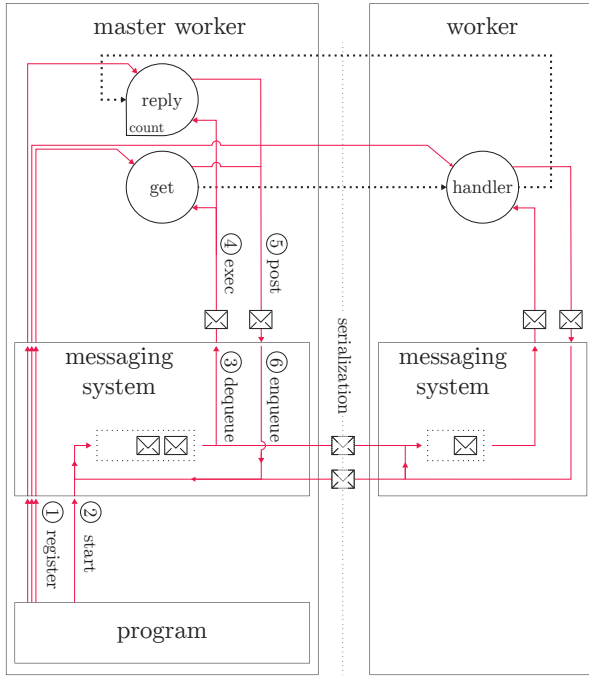 master worker
worker
reply
count
get
handler
④ exec
⑤ post
serialization
messaging
system
③ dequeue
⑥ enqueue
messaging
system
① register
② start
program